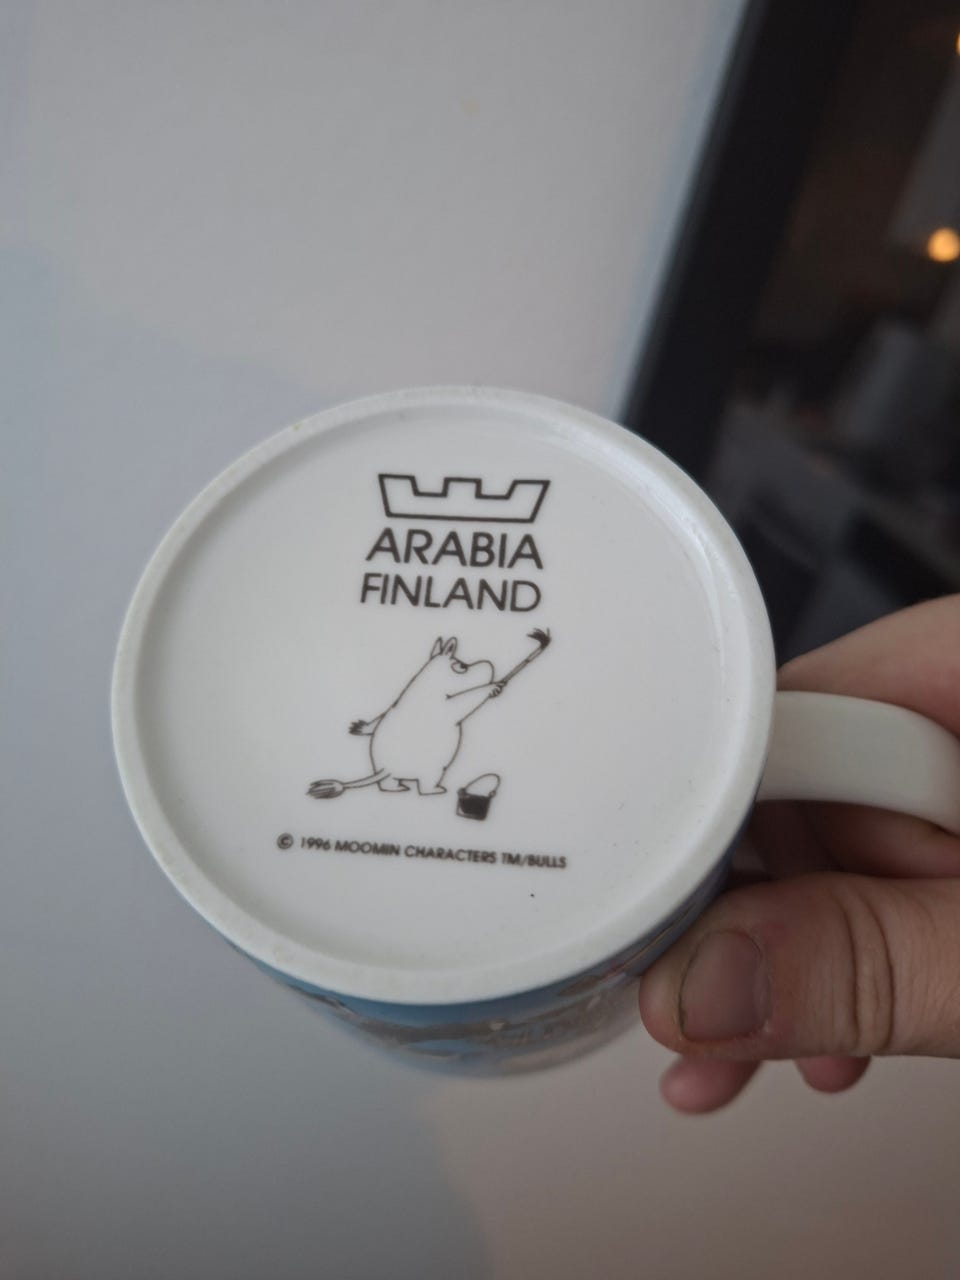 ARABIA
FINLAND
© 1996 MOOMIN CHARACTERS TM/BULLS